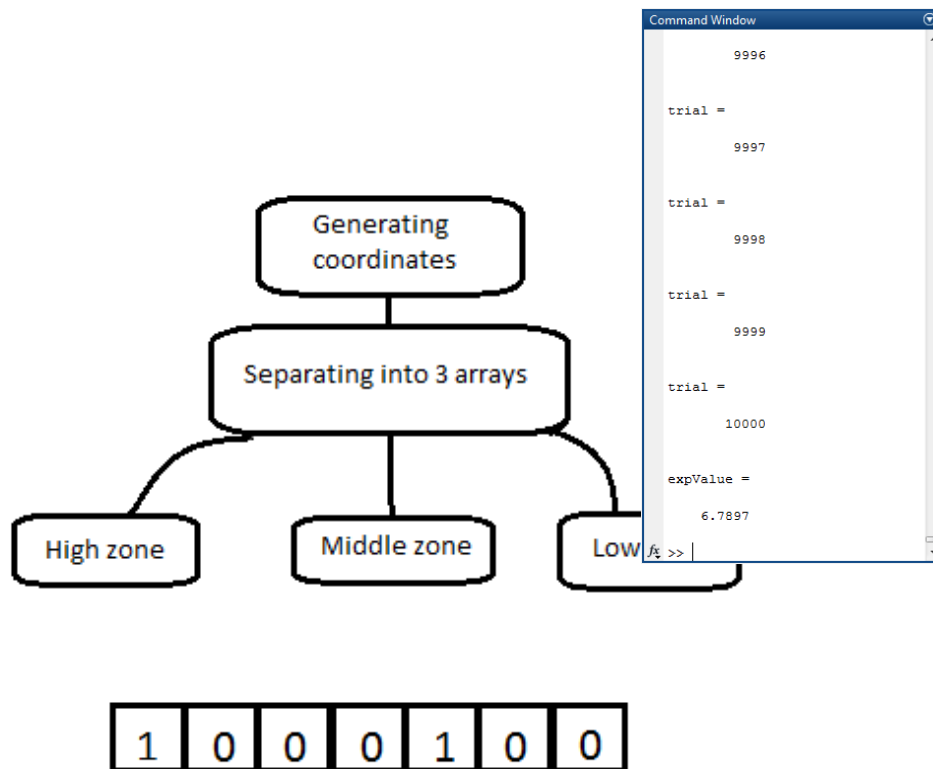 Command Window
9996
trial =
9997
trial =
9998
trial =
9999
trial =
10000
expValue =
6.7897
fx >>
Generating
coordinates
Separating into 3 arrays
High zone
Middle zone
Low
1 0 0 0 1 0 0